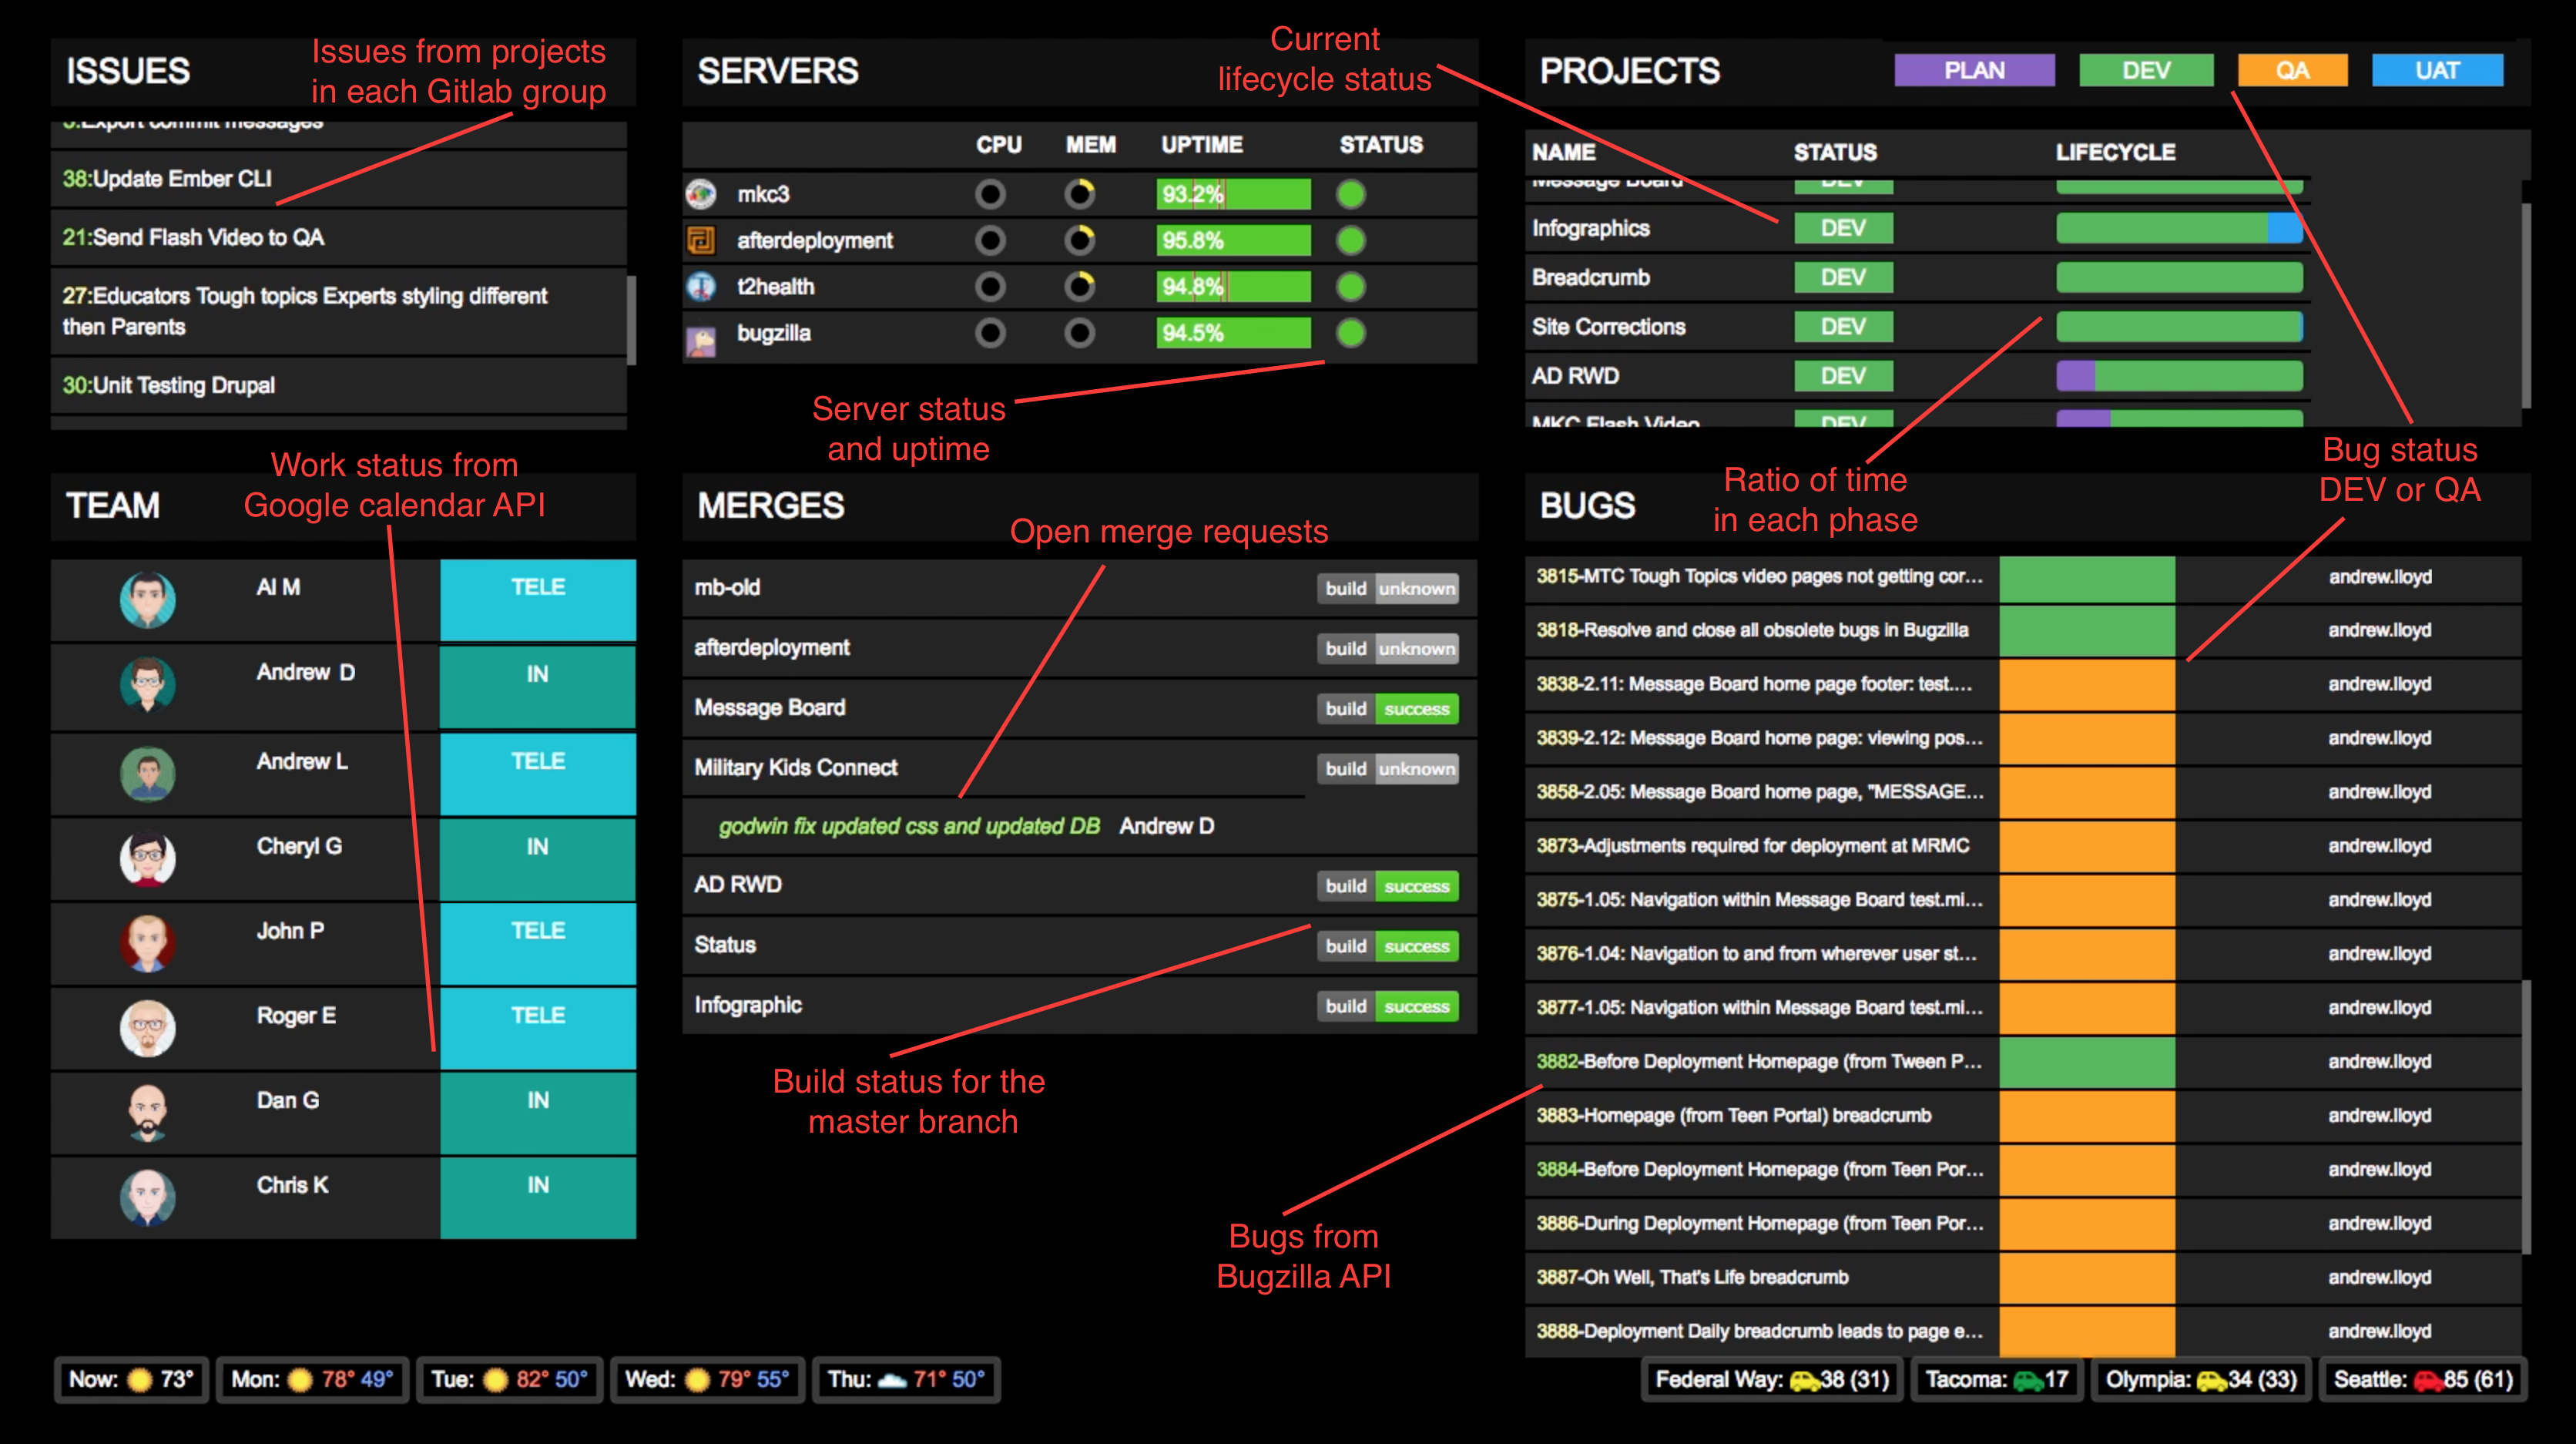 ISSUES
Issues from projects
in each Gitlab group
Export commit messages
38:Update Ember CLI
21:Send Flash Video to QA
27:Educators Tough topics Experts styling different
then Parents
30:Unit Testing Drupal
SERVERS
CPU MEM UPTIME STATUS
mkc3 93.2%
afterdeployment 95.8%
t2health 94.8%
bugzilla 94.5%
Server status
and uptime
Current
lifecycle status
PROJECTS PLAN DEV QA UAT
NAME STATUS LIFECYCLE
Message Board DEV
Infographics DEV
Breadcrumb DEV
Site Corrections DEV
AD RWD DEV
MKC Flash Video DEV
Ratio of time
in each phase
Bug status
DEV or QA
TEAM
Work status from
Google calendar API
Al M TELE
Andrew D IN
Andrew L TELE
Cheryl G IN
John P TELE
Roger E TELE
Dan G IN
Chris K IN
MERGES
Open merge requests
mb-old build unknown
afterdeployment build unknown
Message Board build success
Military Kids Connect build unknown
godwin fix updated css and updated DB Andrew D
AD RWD build success
Status build success
Infographic build success
Build status for the
master branch
BUGS
3815-MTC Tough Topics video pages not getting cor... andrew.lloyd
3818-Resolve and close all obsolete bugs in Bugzilla andrew.lloyd
3838-2.11: Message Board home page footer: test.... andrew.lloyd
3839-2.12: Message Board home page: viewing pos... andrew.lloyd
3858-2.05: Message Board home page, "MESSAGE... andrew.lloyd
3873-Adjustments required for deployment at MRMC andrew.lloyd
3875-1.05: Navigation within Message Board test.mi... andrew.lloyd
3876-1.04: Navigation to and from wherever user st... andrew.lloyd
3877-1.05: Navigation within Message Board test.mi... andrew.lloyd
3882-Before Deployment Homepage (from Tween P... andrew.lloyd
3883-Homepage (from Teen Portal) breadcrumb andrew.lloyd
3884-Before Deployment Homepage (from Teen Por... andrew.lloyd
3886-During Deployment Homepage (from Teen Por... andrew.lloyd
3887-Oh Well, That's Life breadcrumb andrew.lloyd
3888-Deployment Daily breadcrumb leads to page e... andrew.lloyd
Bugs from
Bugzilla API
Now: 73° Mon: 78° 49° Tue: 82° 50° Wed: 79° 55° Thu: 71° 50°
Federal Way: 38 (31) Tacoma: 17 Olympia: 34 (33) Seattle: 85 (61)